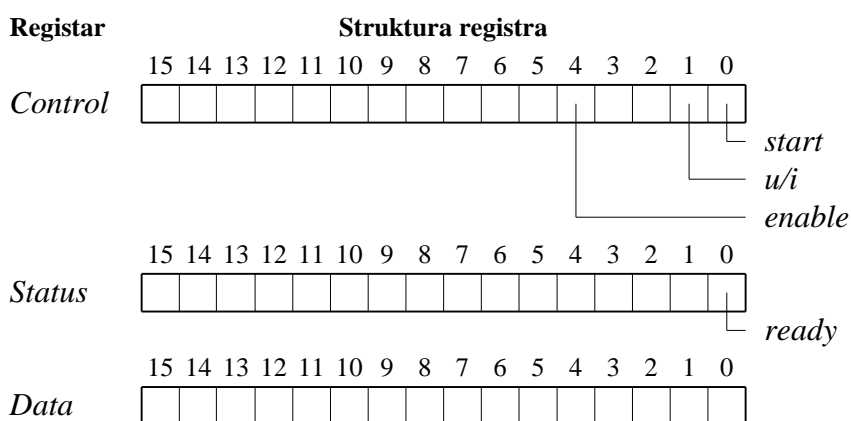 Registar Struktura registra
15 14 13 12 11 10 9 8 7 6 5 4 3 2 1 0
Control
start
u/i
enable
15 14 13 12 11 10 9 8 7 6 5 4 3 2 1 0
Status
ready
15 14 13 12 11 10 9 8 7 6 5 4 3 2 1 0
Data